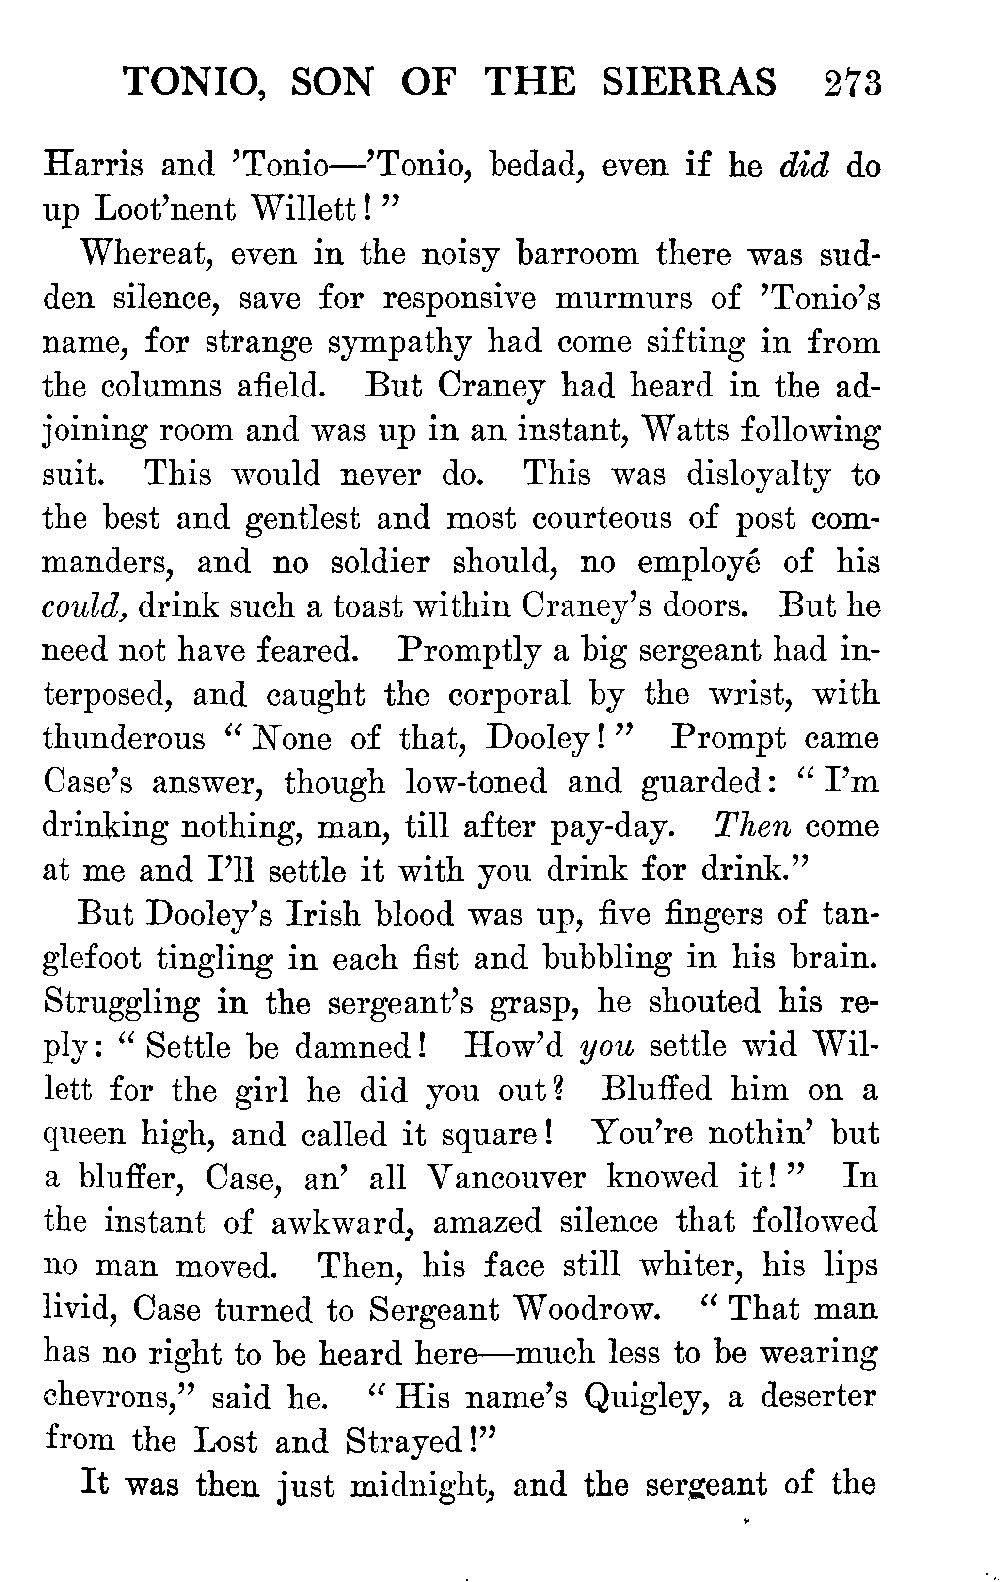 TONIO, SON OF THE SIERRAS 273
Harris and ’Tonio—’Tonio, bedad, even if he did do
up Loot’nent Willett! ”
Whereat, even in the noisy barroom there was sud-
den silence, save for responsive murmurs of ’Tonio’s
name, for strange sympathy had come sifting in from
the columns afield. But Craney had heard in the ad-
joining room and was up in an instant, Watts following
suit. This would never do. This was disloyalty to
the best and gentlest and most courteous of post com-
manders, and no soldier should, no employé of his
could, drink such a toast within Craney’s doors. But he
need not have feared. Promptly a big sergeant had in-
terposed, and caught the corporal by the wrist, with
thunderous “ None of that, Dooley! ” Prompt came
Case’s answer, though low-toned and guarded: “ I’m
drinking nothing, man, till after pay-day. Then come
at me and I’ll settle it with you drink for drink.”
But Dooley’s Irish blood was up, five fingers of tan-
glefoot tingling in each fist and bubbling in his brain.
Struggling in the sergeant’s grasp, he shouted his re-
ply: “ Settle be damned! How’d you settle wid Wil-
lett for the girl he did you out? Bluffed him on a
queen high, and called it square! You’re nothin’ but
a bluffer, Case, an’ all Vancouver knowed it! ” In
the instant of awkward, amazed silence that followed
no man moved. Then, his face still whiter, his lips
livid, Case turned to Sergeant Woodrow. “ That man
has no right to be heard here—much less to be wearing
chevrons,” said he. “ His name’s Quigley, a deserter
from the Lost and Strayed!”
It was then just midnight, and the sergeant of the